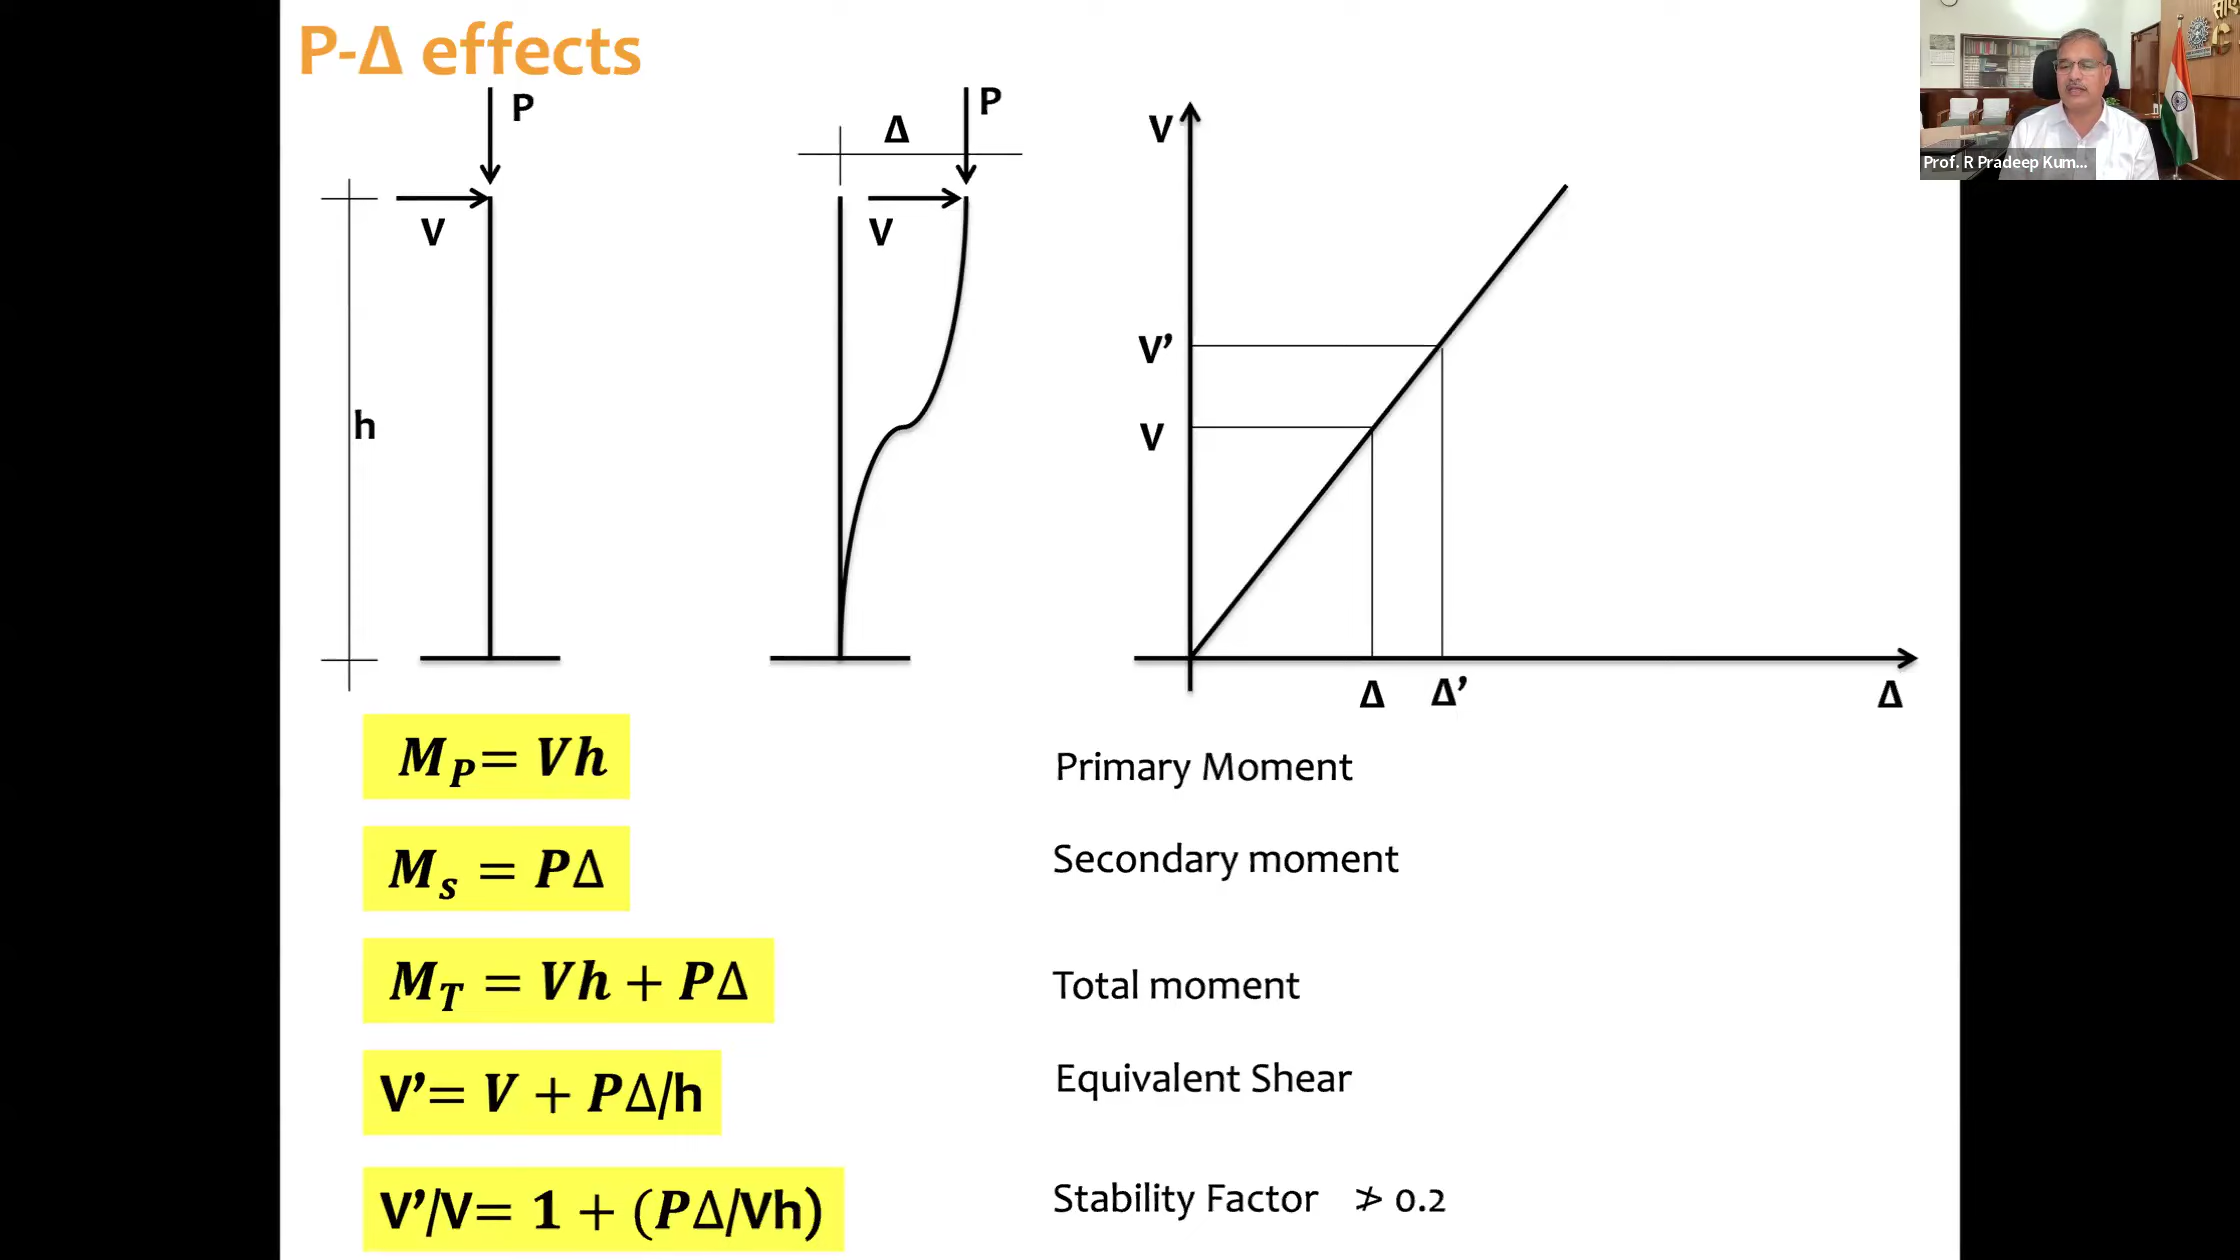 P-Δ effects
P
V
h
Δ
P
V
V
V’
V
Δ
Δ’
Δ
M_P= Vh
Primary Moment
M_s = PΔ
Secondary moment
M_T = Vh + PΔ
Total moment
V’= V + PΔ/h
Equivalent Shear
V’/V= 1 + (PΔ/Vh)
Stability Factor ≯ 0.2
Prof. R Pradeep Kum...